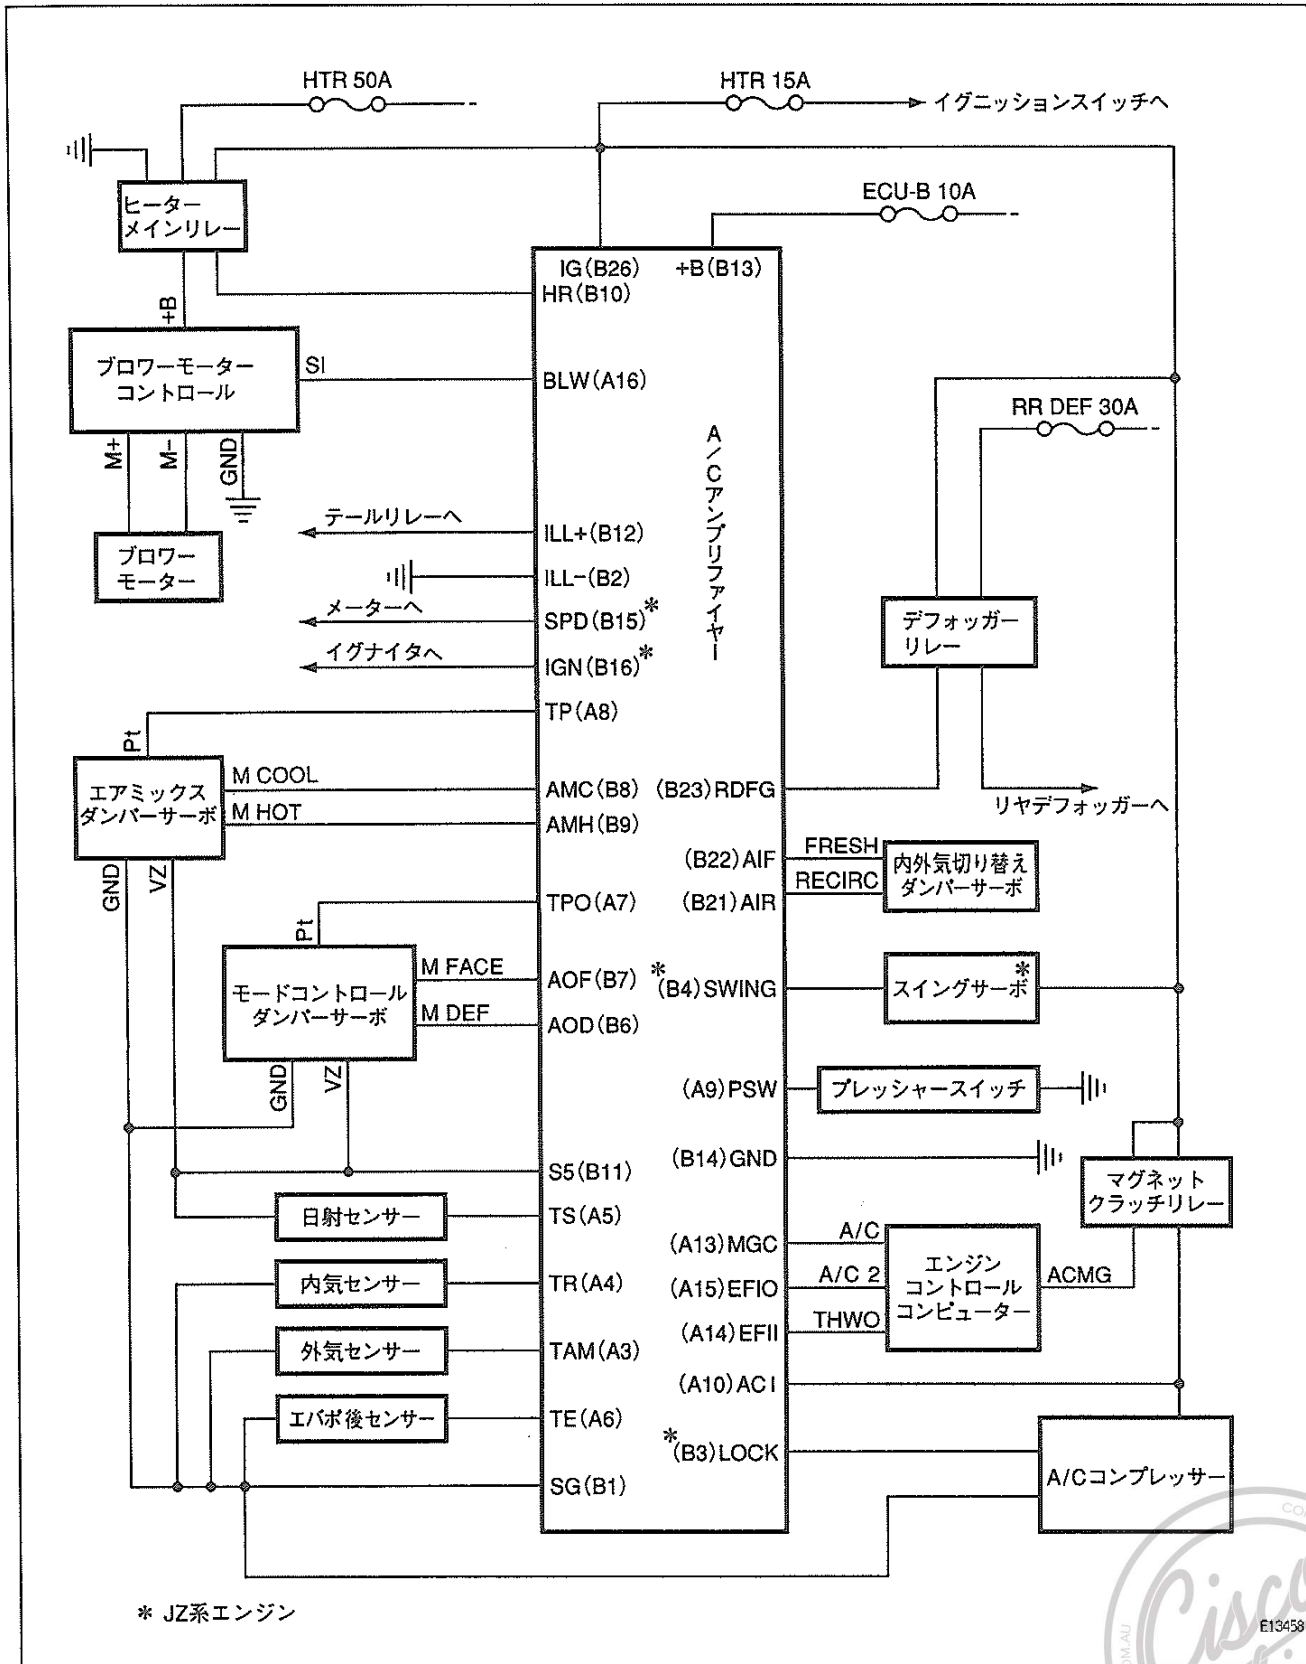 HTR 50A
HTR 15A
イグニッションスイッチへ
ECU-B 10A
ヒーター
メインリレー
IG(B26)
+B(B13)
HR(B10)
+B
ブロワーモーター
コントロール
SI
BLW(A16)
RR DEF 30A
A/Cアンプリファイヤー
M+
M-
GND
テールリレーへ
ILL+(B12)
ブロワー
モーター
ILL-(B2)
メーターへ
SPD(B15)*
デフォッガー
リレー
イグナイタへ
IGN(B16)*
TP(A8)
Pt
エアミックス
ダンパーサーボ
M COOL
AMC(B8)
(B23)RDFG
M HOT
AMH(B9)
リヤデフォッガーへ
GND
VZ
(B22)AIF
FRESH
内外気切り替え
ダンパーサーボ
(B21)AIR
RECIRC
TPO(A7)
Pt
モードコントロール
ダンパーサーボ
M FACE
AOF(B7)
*(B4)SWING
スイングサーボ*
M DEF
AOD(B6)
GND
VZ
(A9)PSW
プレッシャースイッチ
(B14)GND
S5(B11)
マグネット
クラッチリレー
日射センサー
TS(A5)
(A13)MGC
A/C
エンジン
コントロール
コンピューター
ACMG
内気センサー
TR(A4)
(A15)EFIO
A/C 2
(A14)EFII
THWO
外気センサー
TAM(A3)
(A10)ACI
エバポ後センサー
TE(A6)
*(B3)LOCK
A/Cコンプレッサー
SG(B1)
* JZ系エンジン
Cisco
E13458